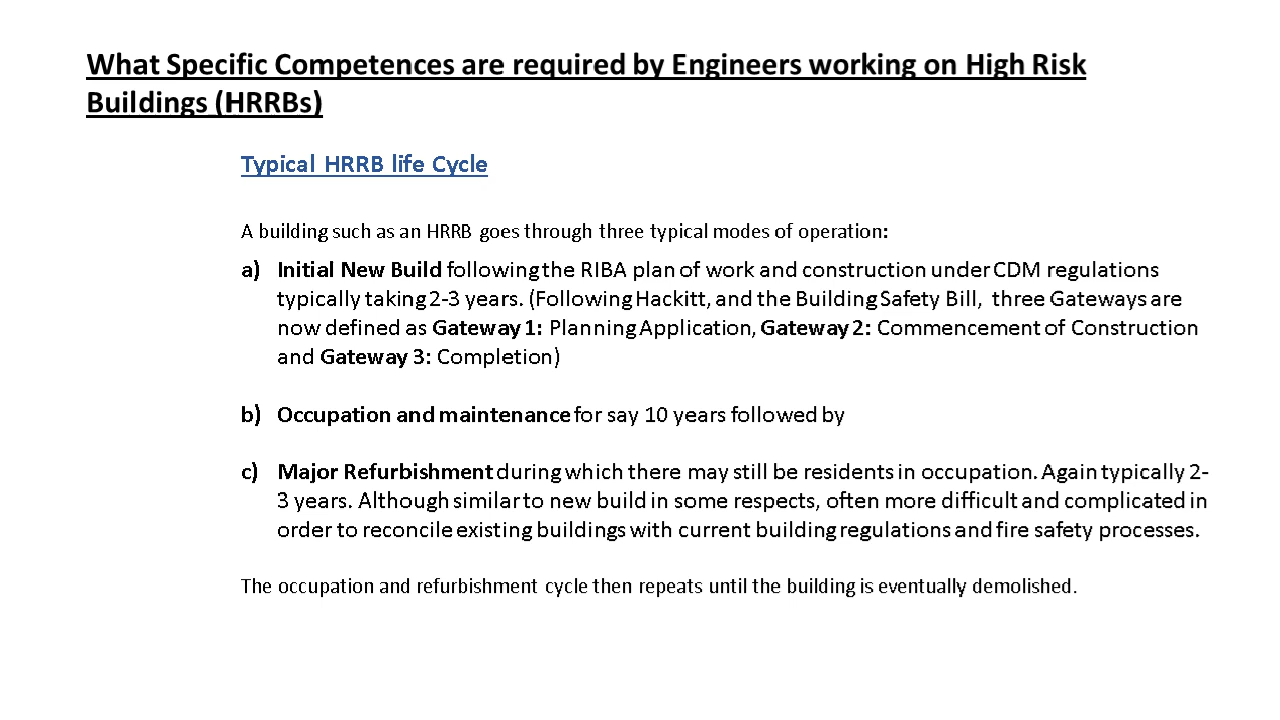 What Specific Competences are required by Engineers working on High Risk
Buildings (HRRBs)
Typical HRRB life Cycle
A building such as an HRRB goes through three typical modes of operation:
a) Initial New Build following the RIBA plan of work and construction under CDM regulations
typically taking 2-3 years. (Following Hackitt, and the Building Safety Bill, three Gateways are
now defined as Gateway 1: Planning Application, Gateway 2: Commencement of Construction
and Gateway 3: Completion)
b) Occupation and maintenance for say 10 years followed by
c) Major Refurbishment during which there may still be residents in occupation. Again typically 2-
3 years. Although similar to new build in some respects, often more difficult and complicated in
order to reconcile existing buildings with current building regulations and fire safety processes.
The occupation and refurbishment cycle then repeats until the building is eventually demolished.